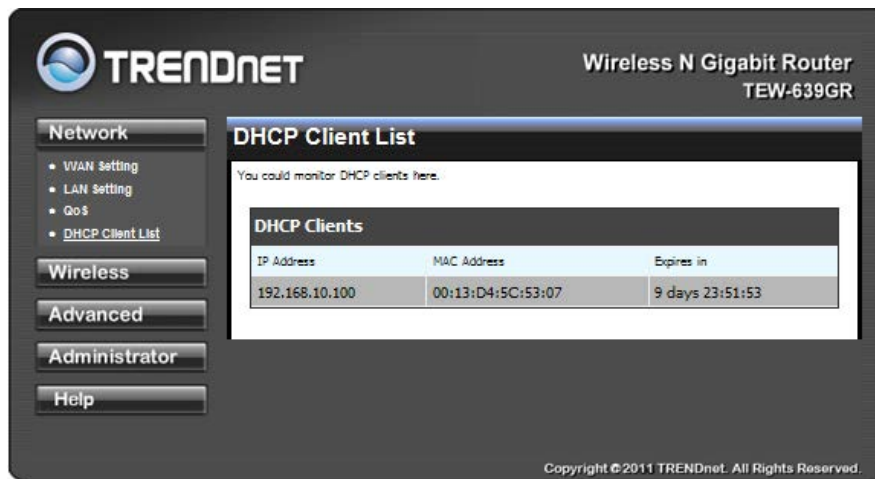 TRENDNET
Wireless N Gigabit Router
TEW-639GR
Network
WAN Setting
LAN Setting
QoS
DHCP Client List
Wireless
Advanced
Administrator
Help
DHCP Client List
You could monitor DHCP clients here.
DHCP Clients
IP Address MAC Address Expires in
192.168.10.100 00:13:D4:5C:53:07 9 days 23:51:53
Copyright © 2011 TRENDnet. All Rights Reserved.